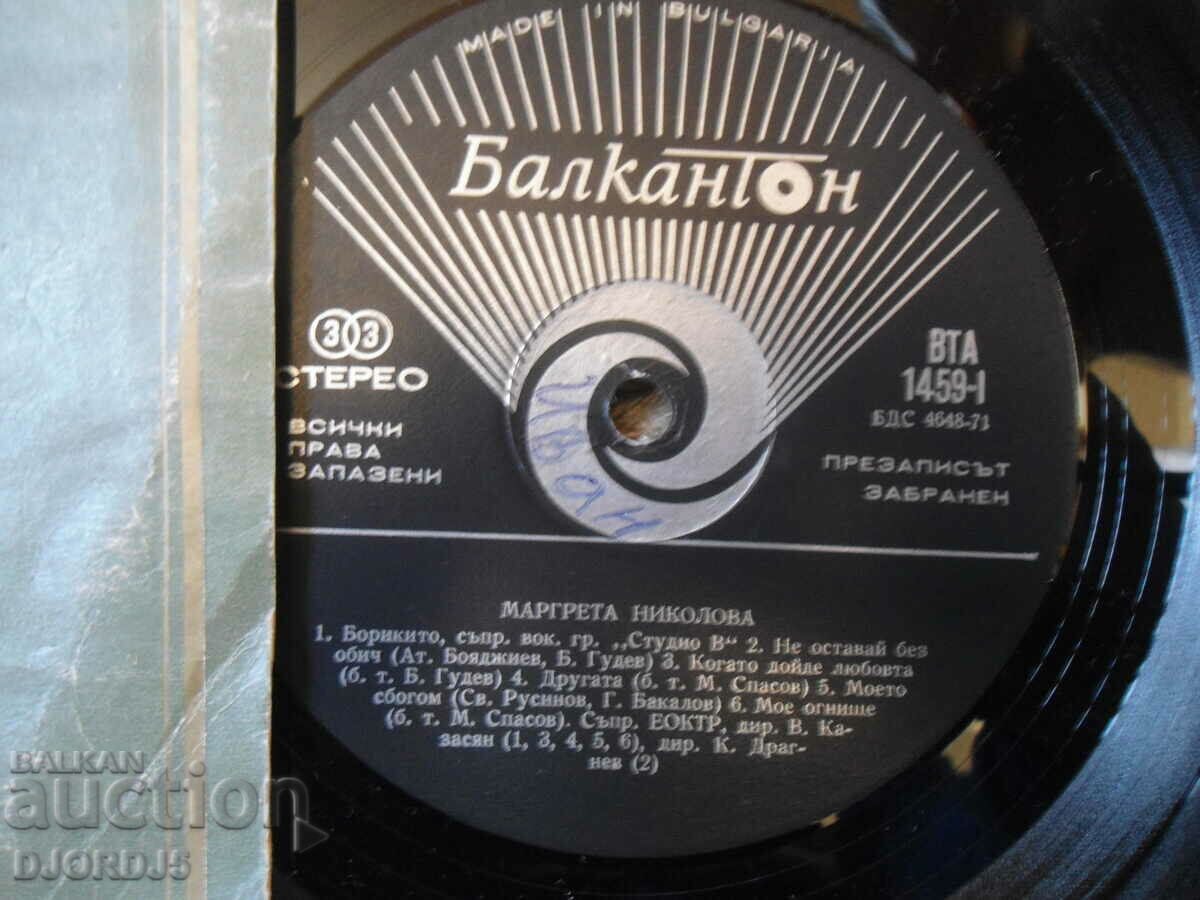 MADE IN BULGARIA
Балкантон
33
СТЕРЕО
ВСИЧКИ
ПРАВА
ЗАПАЗЕНИ
ВТА
1459-I
БДС 4648-71
ПРЕЗАПИСЪТ
ЗАБРАНЕН
Иван
МАРГРЕТА НИКОЛОВА
1. Борикито, съпр. вок. гр. „Студио В“ 2. Не оставай без
обич (Ат. Бояджиев, Б. Гудев) 3. Когато дойде любовта
(б. т. Б. Гудев) 4. Другата (б. т. М. Спасов) 5. Моето
сбогом (Св. Русинов, Г. Бакалов) 6. Мое огнище
(б. т. М. Спасов). Съпр. ЕОКТР, дир. В. Ка-
засян (1, 3, 4, 5, 6), дир. К. Драг-
нев (2)
BALKAN
auction
DJORDJ5